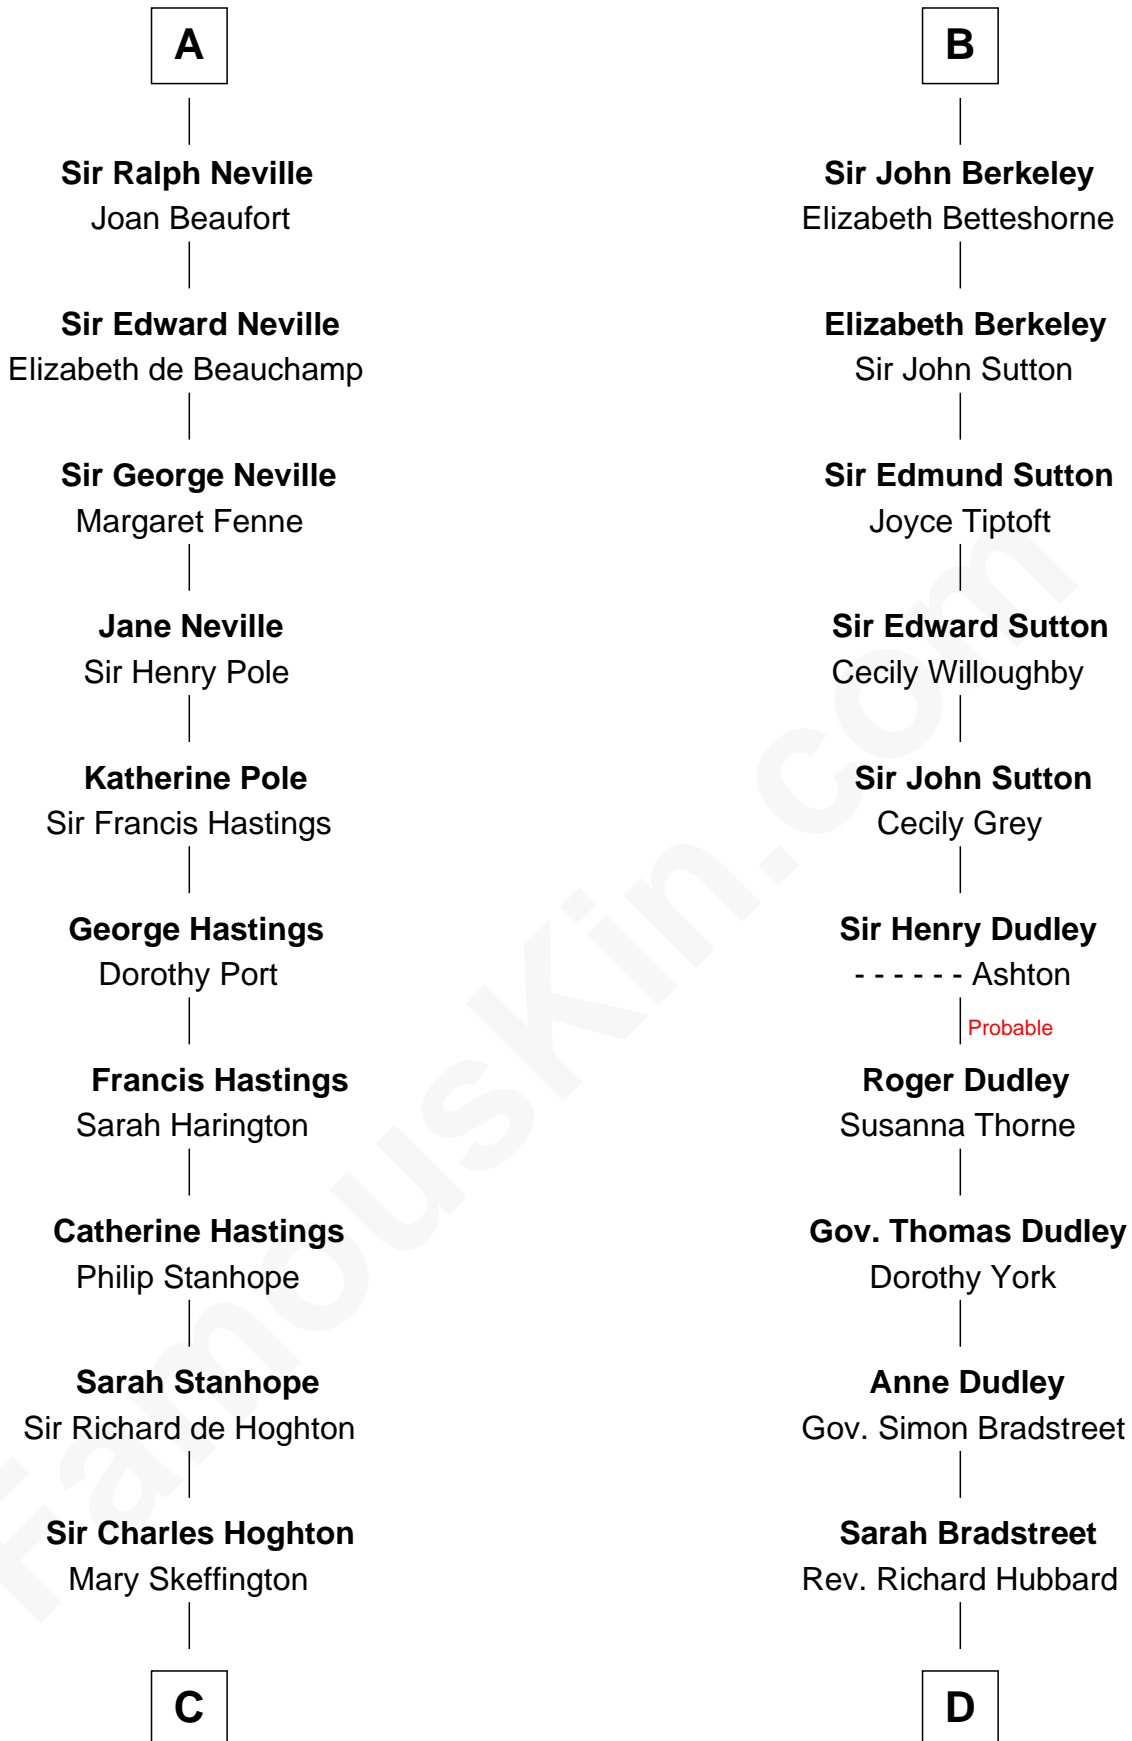 A
Sir Ralph Neville
Joan Beaufort
Sir Edward Neville
Elizabeth de Beauchamp
Sir George Neville
Margaret Fenne
Jane Neville
Sir Henry Pole
Katherine Pole
Sir Francis Hastings
George Hastings
Dorothy Port
Francis Hastings
Sarah Harington
Catherine Hastings
Philip Stanhope
Sarah Stanhope
Sir Richard de Hoghton
Sir Charles Hoghton
Mary Skeffington
C
B
Sir John Berkeley
Elizabeth Betteshorne
Elizabeth Berkeley
Sir John Sutton
Sir Edmund Sutton
Joyce Tiptoft
Sir Edward Sutton
Cecily Willoughby
Sir John Sutton
Cecily Grey
Sir Henry Dudley
- - - - - - Ashton
Probable
Roger Dudley
Susanna Thorne
Gov. Thomas Dudley
Dorothy York
Anne Dudley
Gov. Simon Bradstreet
Sarah Bradstreet
Rev. Richard Hubbard
D
FamousKin.com